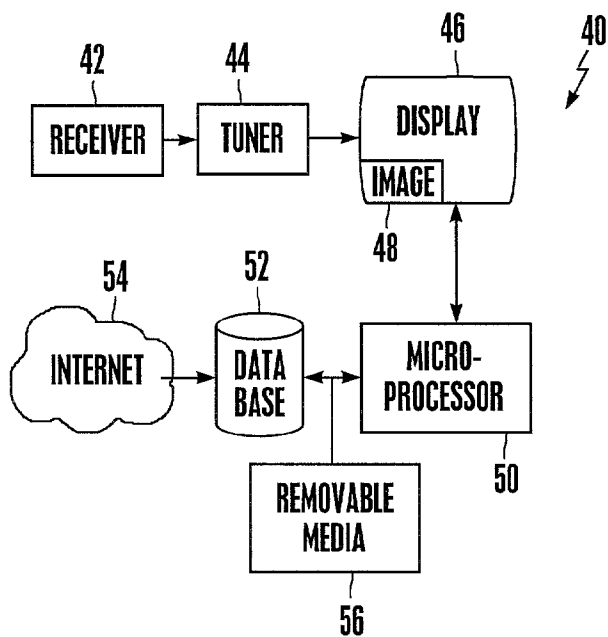 40
42
44
46
RECEIVER
TUNER
DISPLAY
IMAGE
48
54
52
INTERNET
DATA
BASE
MICRO-
PROCESSOR
50
REMOVABLE
MEDIA
56